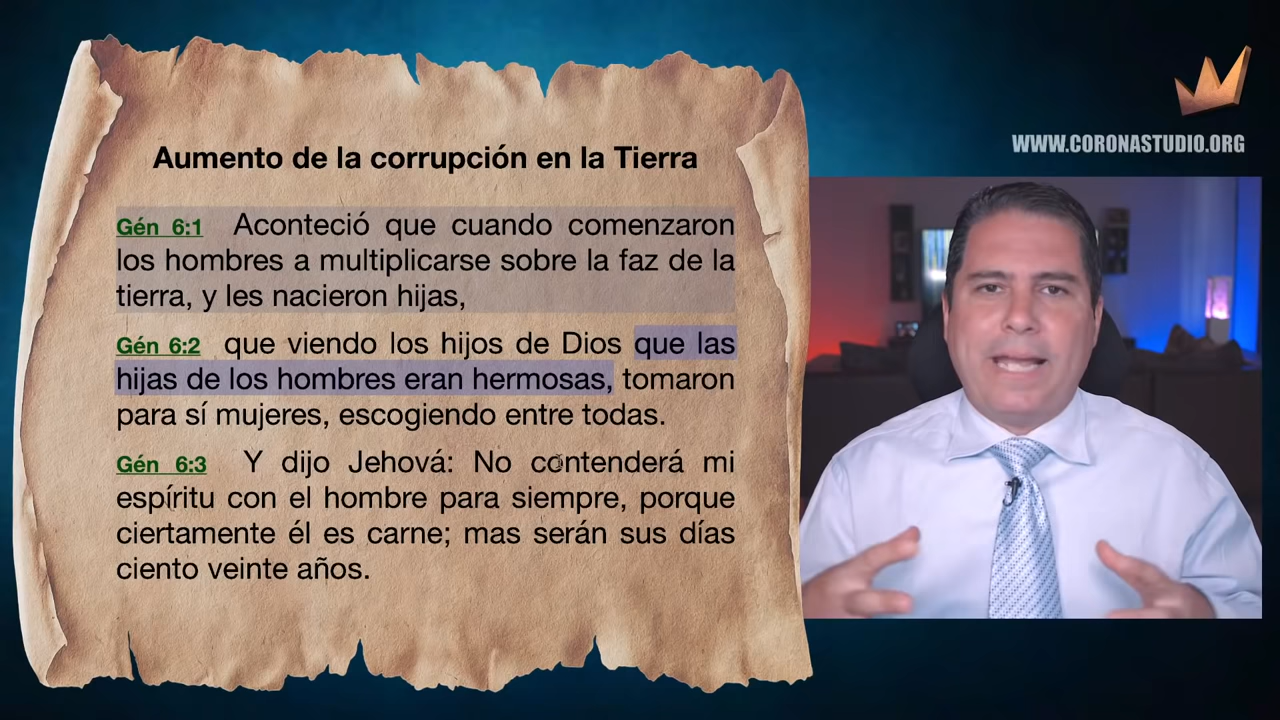 Aumento de la corrupción en la Tierra
Gén 6:1 Aconteció que cuando comenzaron
los hombres a multiplicarse sobre la faz de la
tierra, y les nacieron hijas,
Gén 6:2 que viendo los hijos de Dios que las
hijas de los hombres eran hermosas, tomaron
para sí mujeres, escogiendo entre todas.
Gén 6:3 Y dijo Jehová: No contenderá mi
espíritu con el hombre para siempre, porque
ciertamente él es carne; mas serán sus días
ciento veinte años.
WWW.CORONASTUDIO.ORG